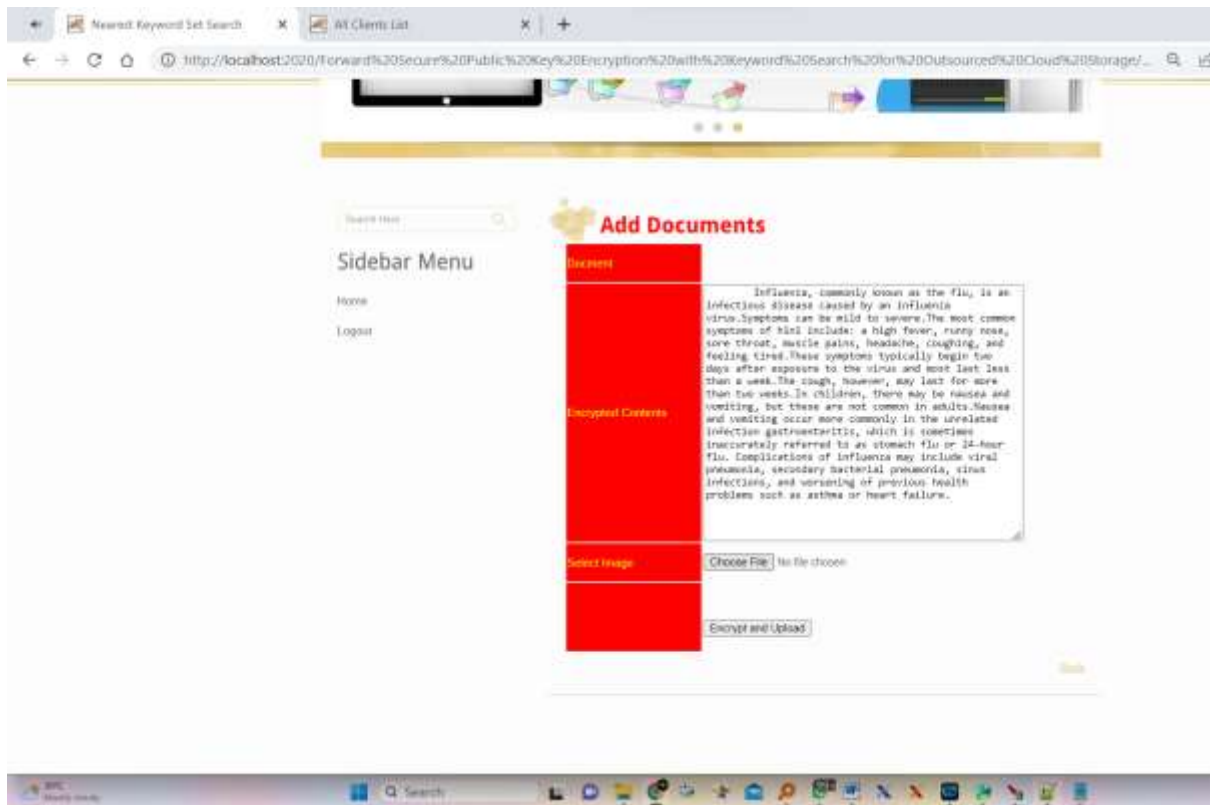 Nearest Keyword Set Search
All Clients List
http://localhost:2020/Forward%20Secure%20Public%20Key%20Encryption%20with%20Keyword%20Search%20for%20Outsourced%20Cloud%20Storage/...
Search Here
Add Documents
Sidebar Menu
Home
Logout
Document
Encrypted Contents
Influenza, commonly known as the flu, is an
infectious disease caused by an influenza
virus.Symptoms can be mild to severe.The most common
symptoms of h1n1 include: a high fever, runny nose,
sore throat, muscle pains, headache, coughing, and
feeling tired.These symptoms typically begin two
days after exposure to the virus and most last less
than a week.The cough, however, may last for more
than two weeks.In children, there may be nausea and
vomiting, but these are not common in adults.Nausea
and vomiting occur more commonly in the unrelated
infection gastroenteritis, which is sometimes
inaccurately referred to as stomach flu or 24-hour
flu. Complications of influenza may include viral
pneumonia, secondary bacterial pneumonia, sinus
infections, and worsening of previous health
problems such as asthma or heart failure.
Select Image
Choose File No file chosen
Encrypt and Upload
Back
Search